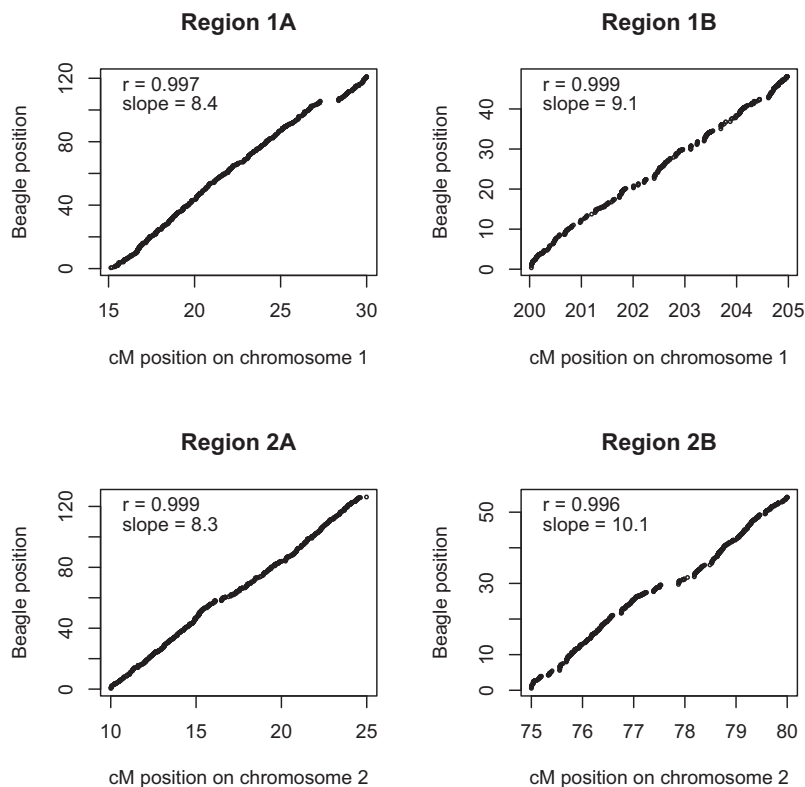 Region 1A
r = 0.997
slope = 8.4
Beagle position
0
40
80
120
15
20
25
30
cM position on chromosome 1
Region 1B
r = 0.999
slope = 9.1
Beagle position
0
10
20
30
40
200
201
202
203
204
205
cM position on chromosome 1
Region 2A
r = 0.999
slope = 8.3
Beagle position
0
40
80
120
10
15
20
25
cM position on chromosome 2
Region 2B
r = 0.996
slope = 10.1
Beagle position
0
10
30
50
75
76
77
78
79
80
cM position on chromosome 2